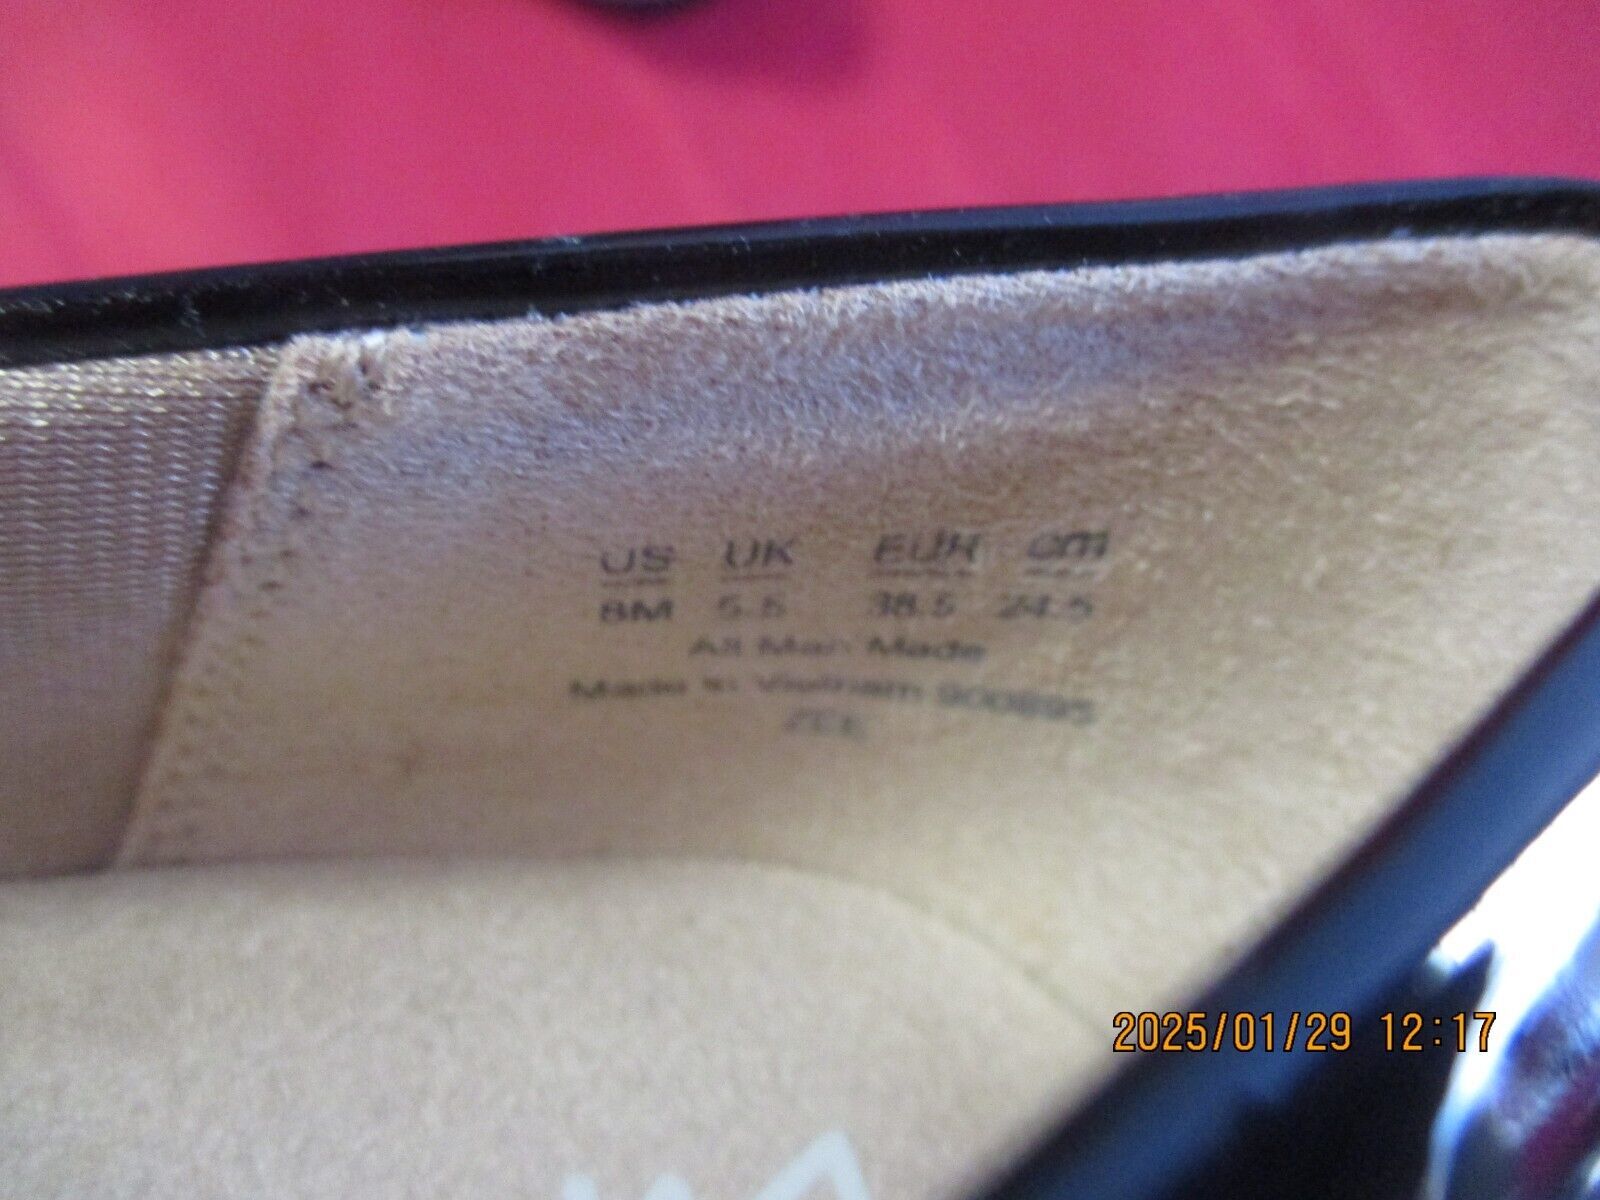 US UK EUR cm
8M 5.5 38.5 24.5
All Man Made
Made in Vietnam 900895
2025/01/29 12:17